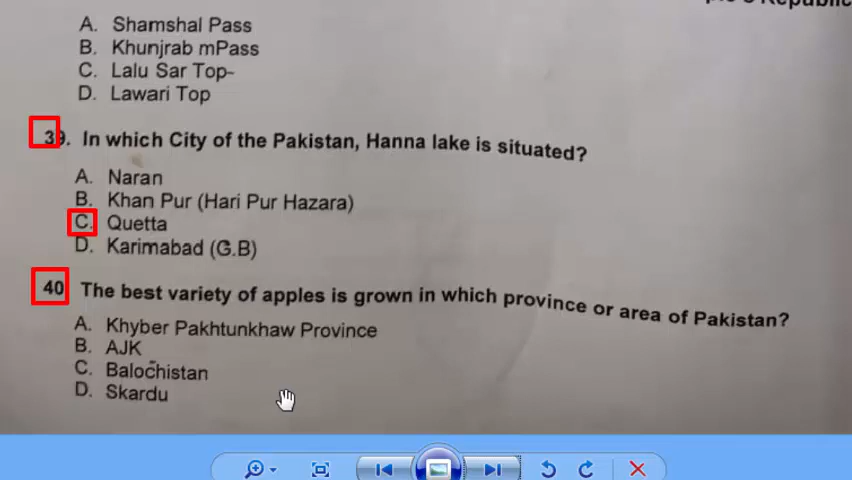 A. Shamshal Pass
B. Khunjrab mPass
C. Lalu Sar Top-
D. Lawari Top
39. In which City of the Pakistan, Hanna lake is situated?
A. Naran
B. Khan Pur (Hari Pur Hazara)
C. Quetta
D. Karimabad (G.B)
40 The best variety of apples is grown in which province or area of Pakistan?
A. Khyber Pakhtunkhaw Province
B. AJK
C. Balochistan
D. Skardu